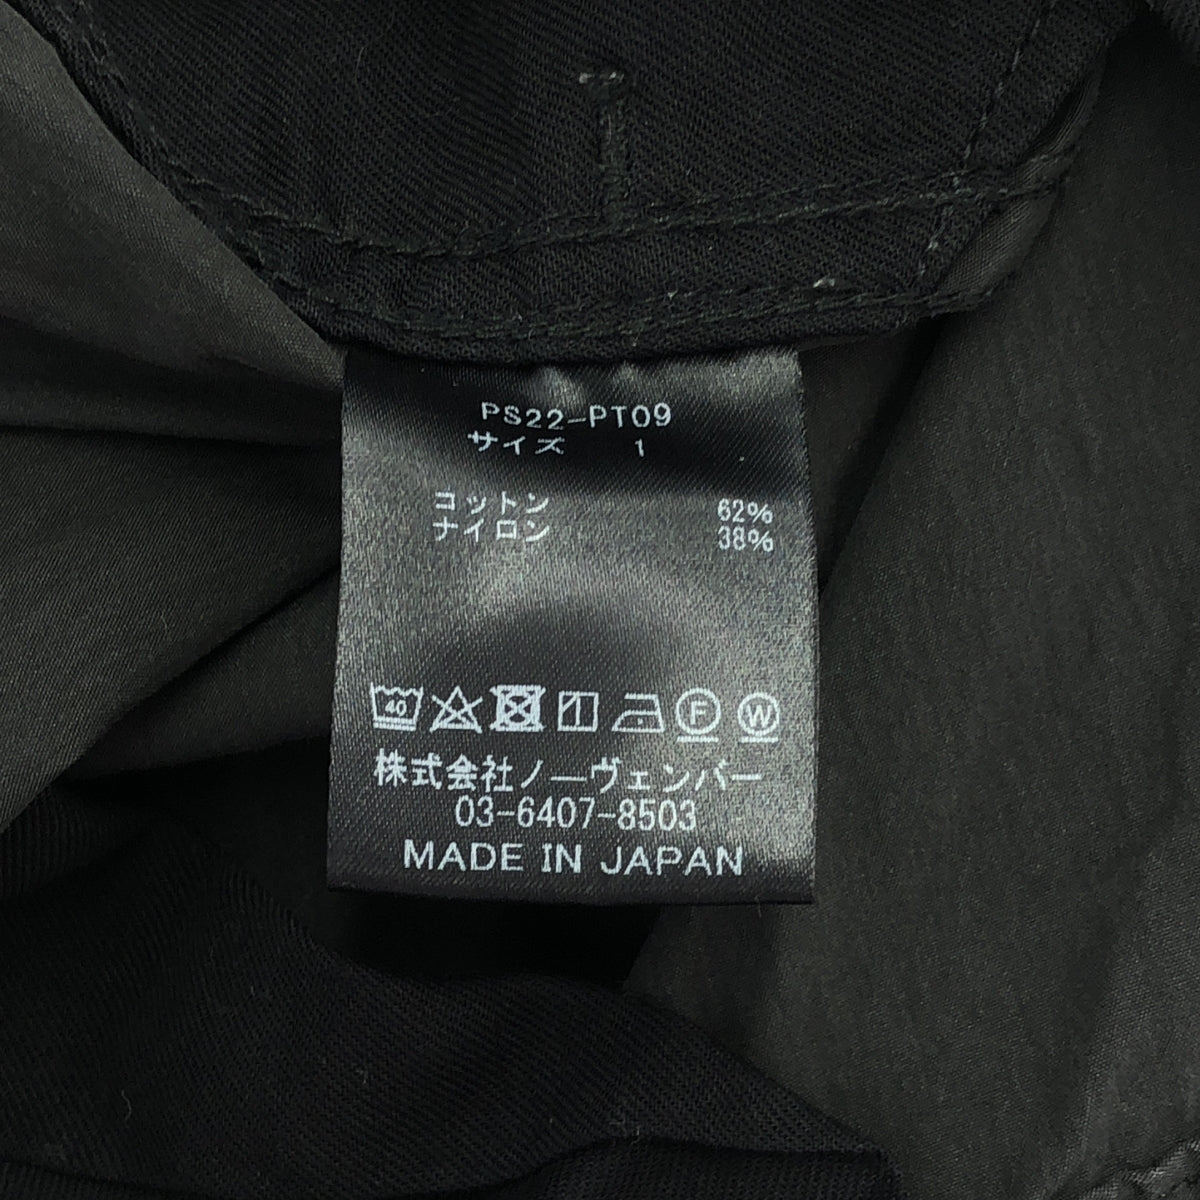 PS22-PT09
サイズ 1
コットン 62%
ナイロン 38%
40 F W
株式会社ノーヴェンバー
03-6407-8503
MADE IN JAPAN